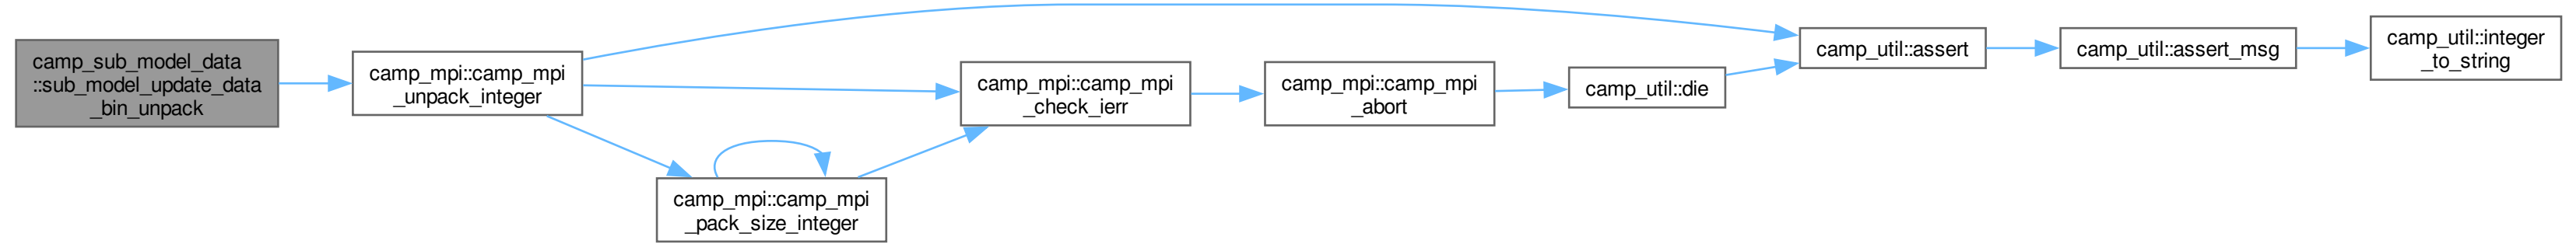 camp_sub_model_data
::sub_model_update_data
_bin_unpack
camp_mpi::camp_mpi
_unpack_integer
camp_mpi::camp_mpi
_pack_size_integer
camp_mpi::camp_mpi
_check_ierr
camp_mpi::camp_mpi
_abort
camp_util::die
camp_util::assert
camp_util::assert_msg
camp_util::integer
_to_string